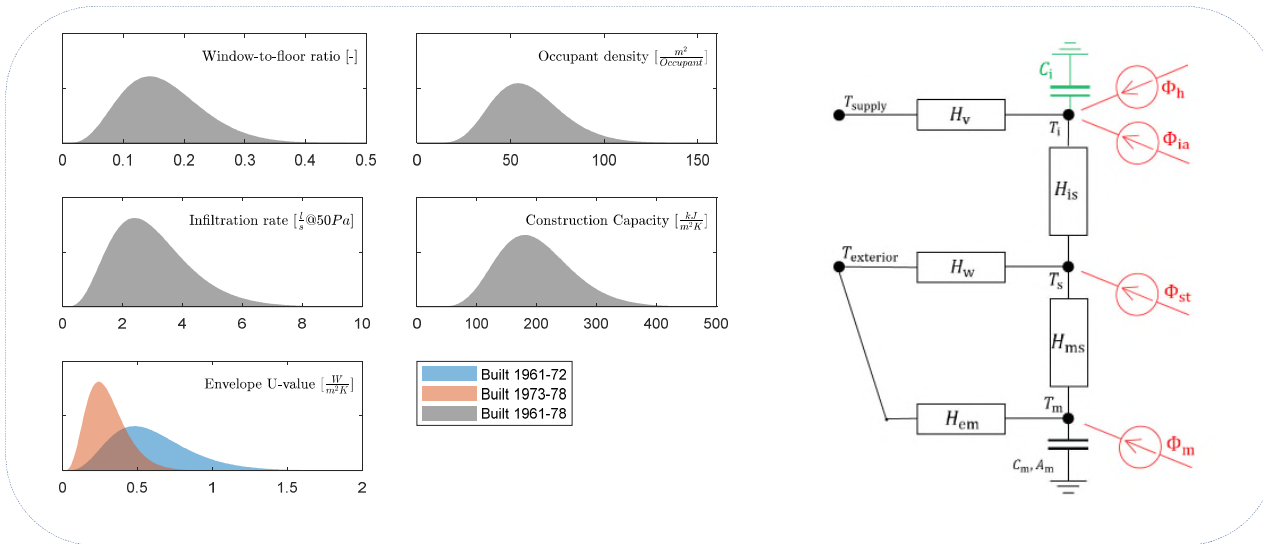 Window-to-floor ratio [-]
0 0.1 0.2 0.3 0.4 0.5
Occupant density [m²/Occupant]
0 50 100 150
Infiltration rate [l/s@50Pa]
0 2 4 6 8 10
Construction Capacity [kJ/m²K]
0 100 200 300 400 500
Envelope U-value [W/m²K]
0 0.5 1 1.5 2
Built 1961-72
Built 1973-78
Built 1961-78
C_i
Φ_h
T_supply
H_v
T_i
Φ_ia
H_is
T_exterior
H_w
T_s
Φ_st
H_ms
T_m
H_em
Φ_m
C_m, A_m